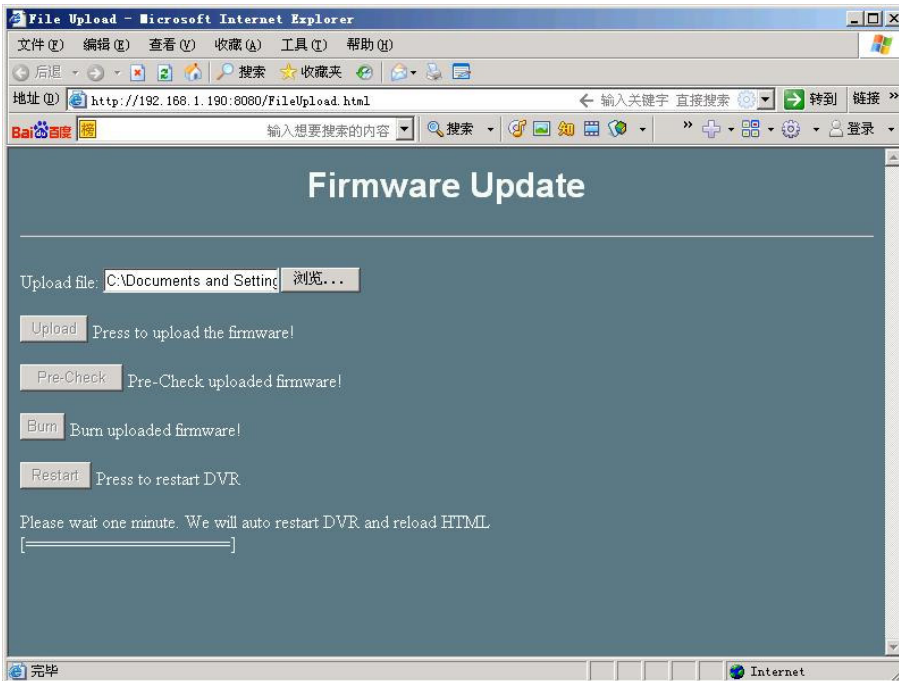 File Upload - Microsoft Internet Explorer
文件(F) 编辑(E) 查看(V) 收藏(A) 工具(T) 帮助(H)
后退 搜索 收藏夹
地址(D) http://192.168.1.190:8080/FileUpload.html 输入关键字 直接搜索 转到 链接 »
Bai百度 榜 输入想要搜索的内容 搜索 知 » 登录
Firmware Update
Upload file: C:\Documents and Setting 浏览...
Upload Press to upload the firmware!
Pre-Check Pre-Check uploaded firmware!
Burn Burn uploaded firmware!
Restart Press to restart DVR
Please wait one minute. We will auto restart DVR and reload HTML
[====================]
完毕 Internet